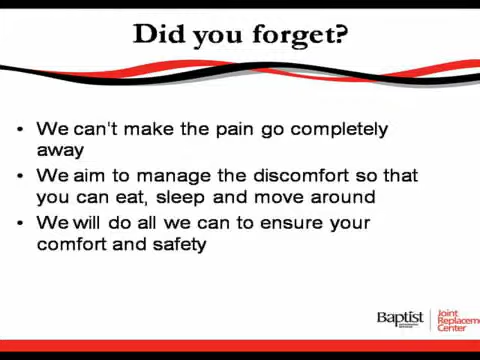 Did you forget?
• We can't make the pain go completely
away
• We aim to manage the discomfort so that
you can eat, sleep and move around
• We will do all we can to ensure your
comfort and safety
Baptist
Joint
Replaceme
Center